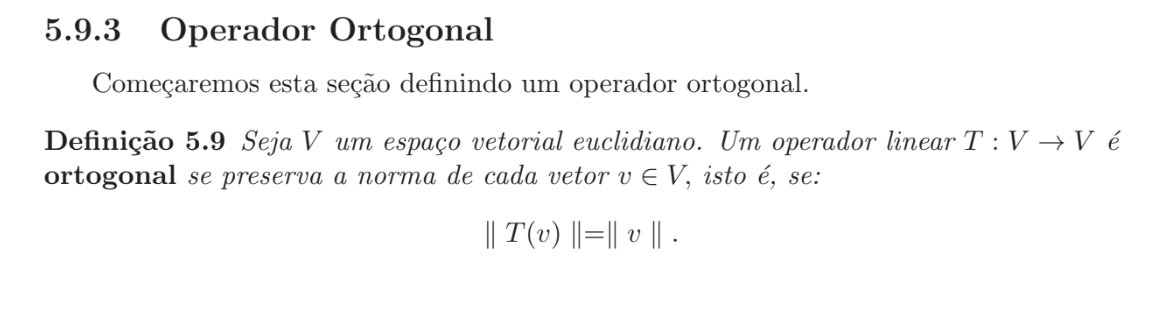 5.9.3 Operador Ortogonal
Começaremos esta seção definindo um operador ortogonal.
Definição 5.9 Seja V um espaço vetorial euclidiano. Um operador linear T : V → V é
ortogonal se preserva a norma de cada vetor v ∈ V, isto é, se:
∥ T(v) ∥=∥ v ∥ .